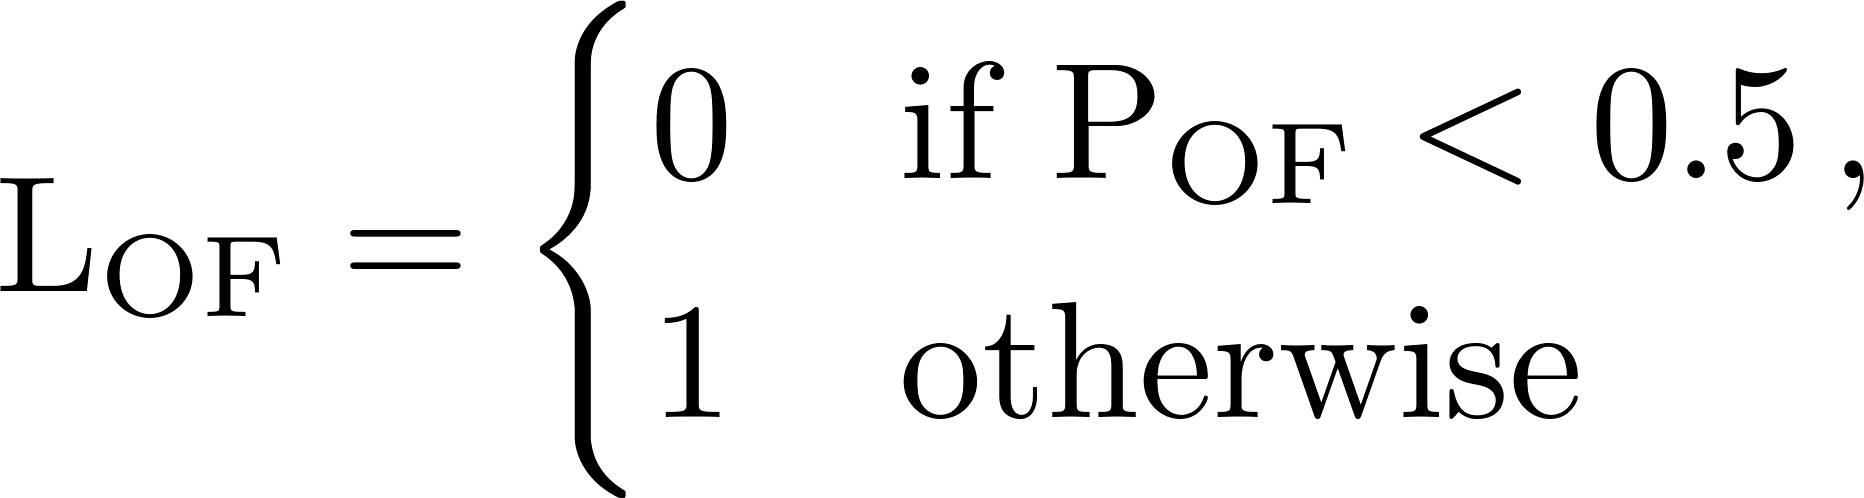 L_OF = { 0 if P_OF < 0.5 ,
1 otherwise